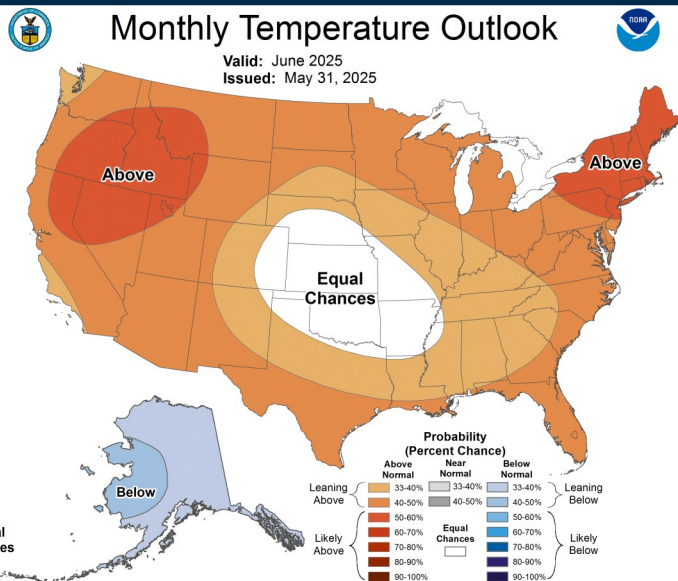 Monthly Temperature Outlook
NOAA
Valid: June 2025
Issued: May 31, 2025
Above
Above
Equal
Chances
Below
Probability
(Percent Chance)
Above
Normal
Near
Normal
Below
Normal
Leaning
Above
33-40%
33-40%
33-40%
Leaning
Below
40-50%
40-50%
40-50%
Likely
Above
50-60%
60-70%
70-80%
80-90%
90-100%
Equal
Chances
50-60%
60-70%
70-80%
80-90%
90-100%
Likely
Below